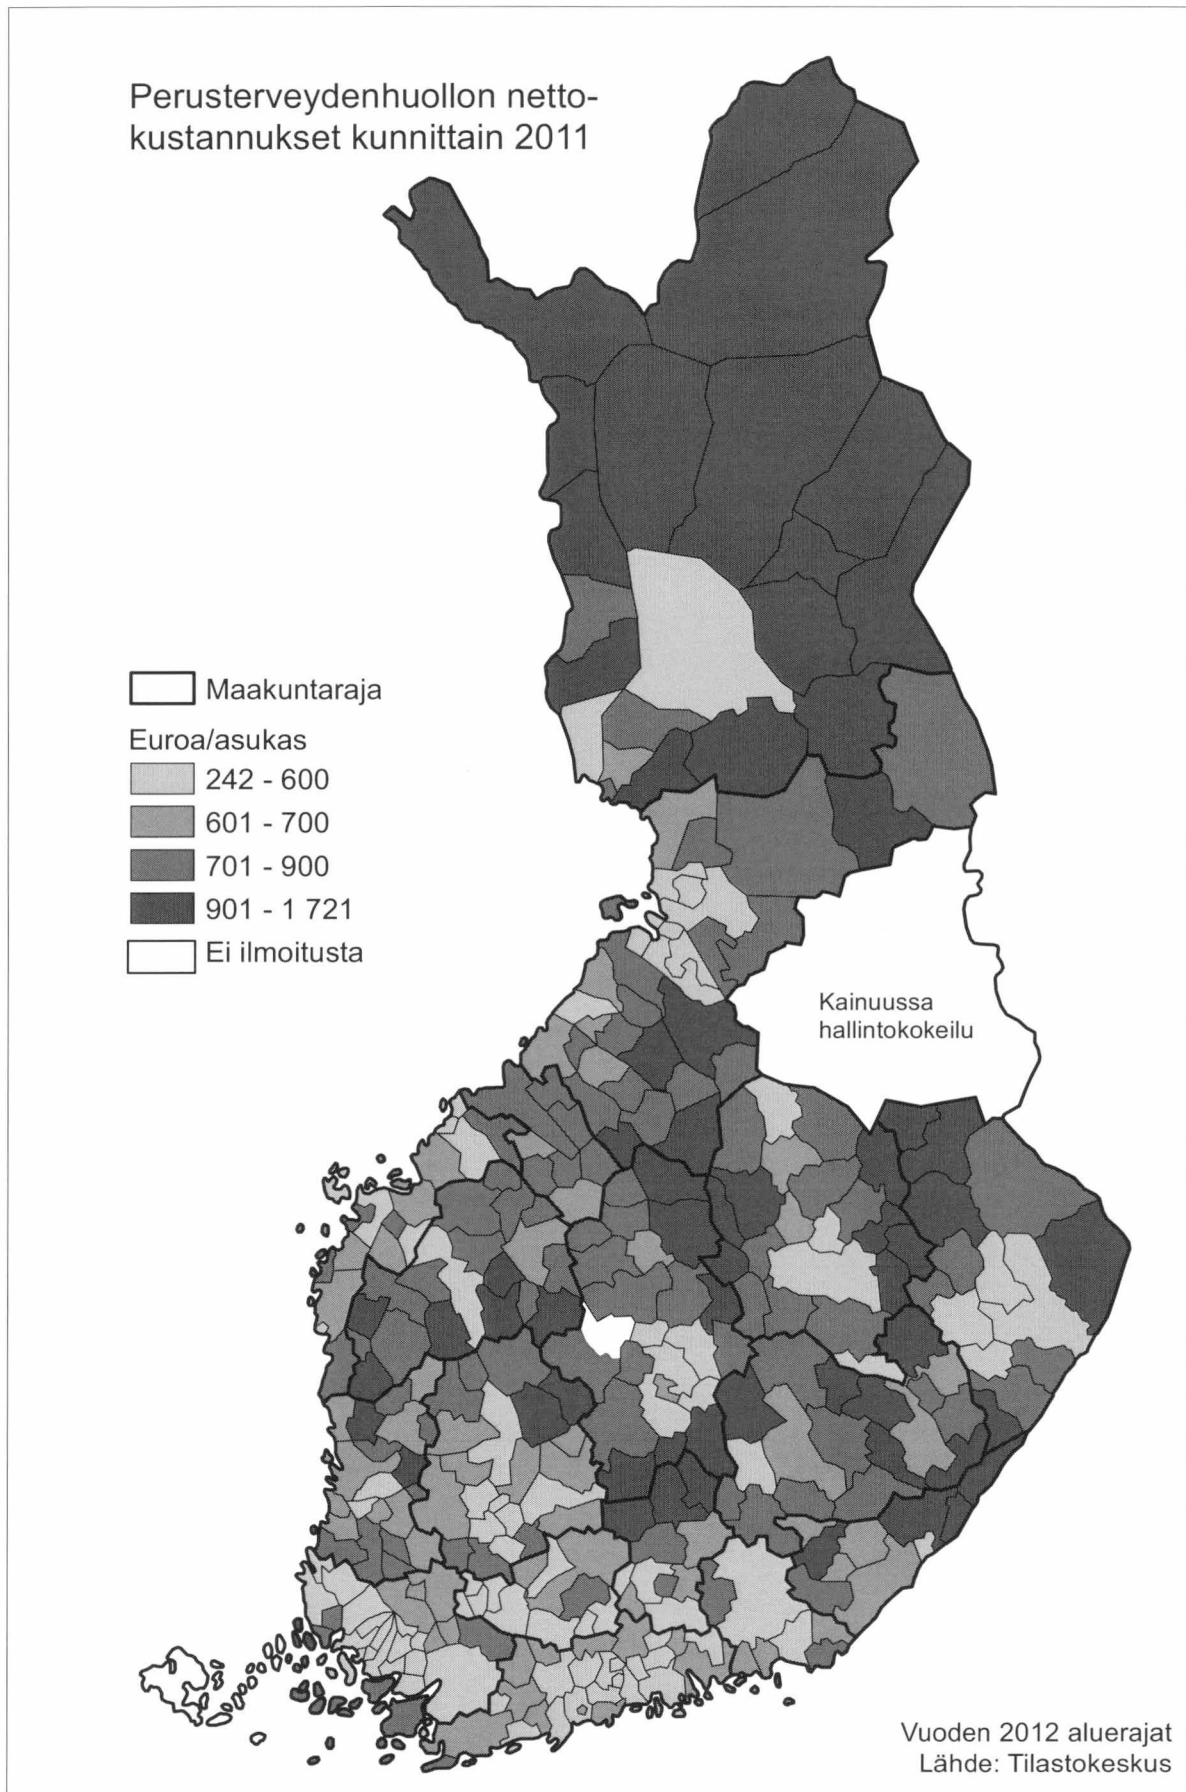 Perusterveydenhuollon netto-
kustannukset kunnittain 2011
Maakuntaraja
Euroa/asukas
242 - 600
601 - 700
701 - 900
901 - 1 721
Ei ilmoitusta
Kainuussa
hallintokokeilu
Vuoden 2012 aluerajat
Lähde: Tilastokeskus